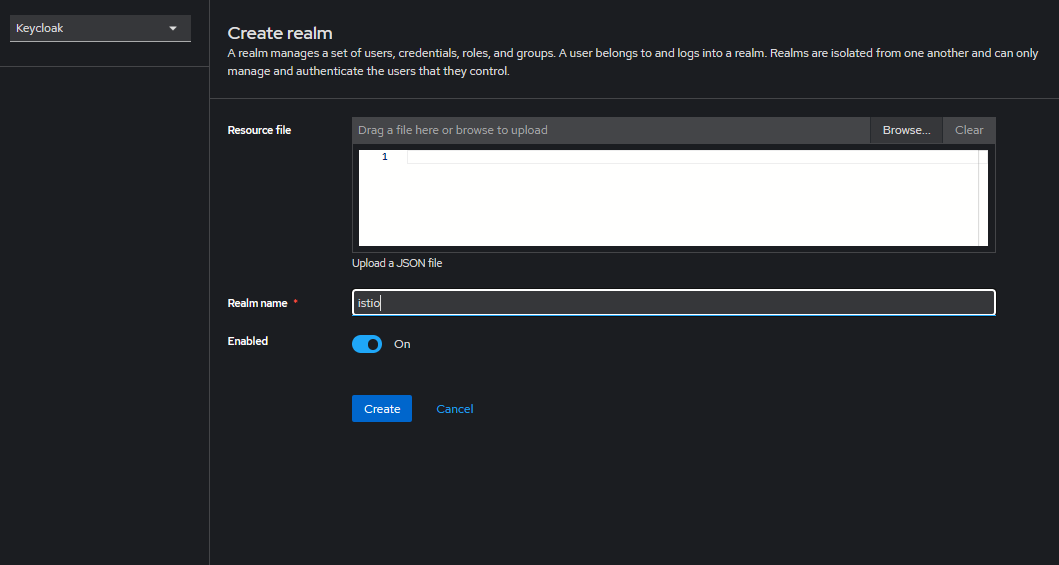 Keycloak
Create realm
A realm manages a set of users, credentials, roles, and groups. A user belongs to and logs into a realm. Realms are isolated from one another and can only
manage and authenticate the users that they control.
Resource file
Drag a file here or browse to upload
Browse...
Clear
1
Upload a JSON file
Realm name *
istio
Enabled
On
Create
Cancel